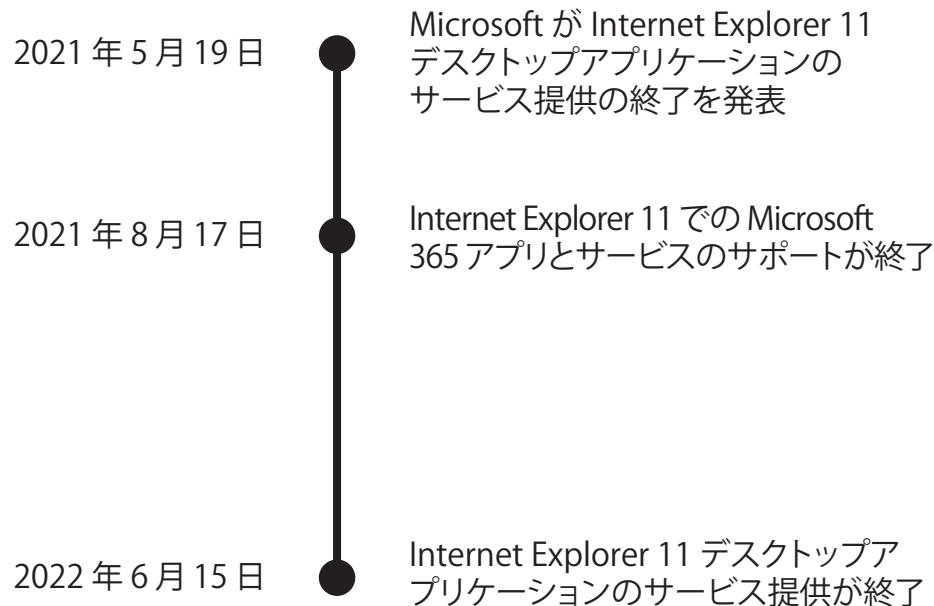 2021 年 5 月 19 日
Microsoft が Internet Explorer 11
デスクトップアプリケーションの
サービス提供の終了を発表
2021 年 8 月 17 日
Internet Explorer 11 での Microsoft
365 アプリとサービスのサポートが終了
2022 年 6 月 15 日
Internet Explorer 11 デスクトップア
プリケーションのサービス提供が終了